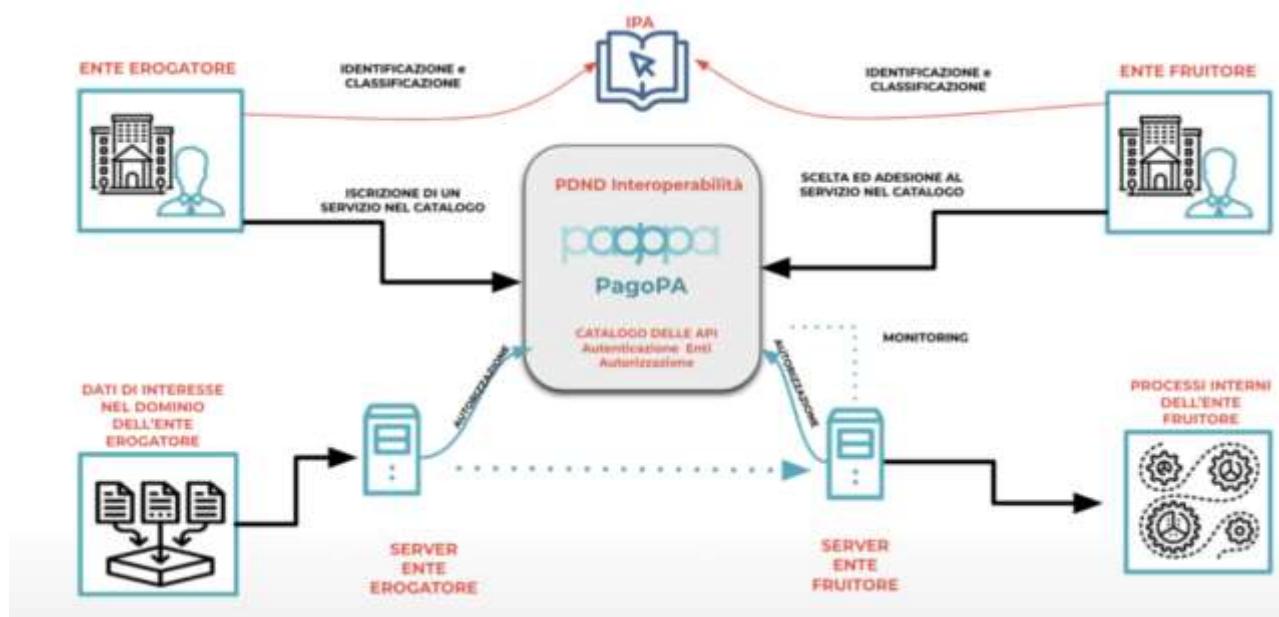 IPA
ENTE EROGATORE
IDENTIFICAZIONE e
CLASSIFICAZIONE
IDENTIFICAZIONE e
CLASSIFICAZIONE
ENTE FRUITORE
ISCRIZIONE DI UN
SERVIZIO NEL CATALOGO
PDND Interoperabilità
pagopa
PagoPA
CATALOGO DELLE API
Autenticazione Enti
Autorizzazione
SCELTA ED ADESIONE AL
SERVIZIO NEL CATALOGO
MONITORING
AUTORIZZAZIONE
AUTORIZZAZIONE
DATI DI INTERESSE
NEL DOMINIO
DELL'ENTE
EROGATORE
PROCESSI INTERNI
DELL'ENTE
FRUITORE
SERVER
ENTE
EROGATORE
SERVER
ENTE
FRUITORE